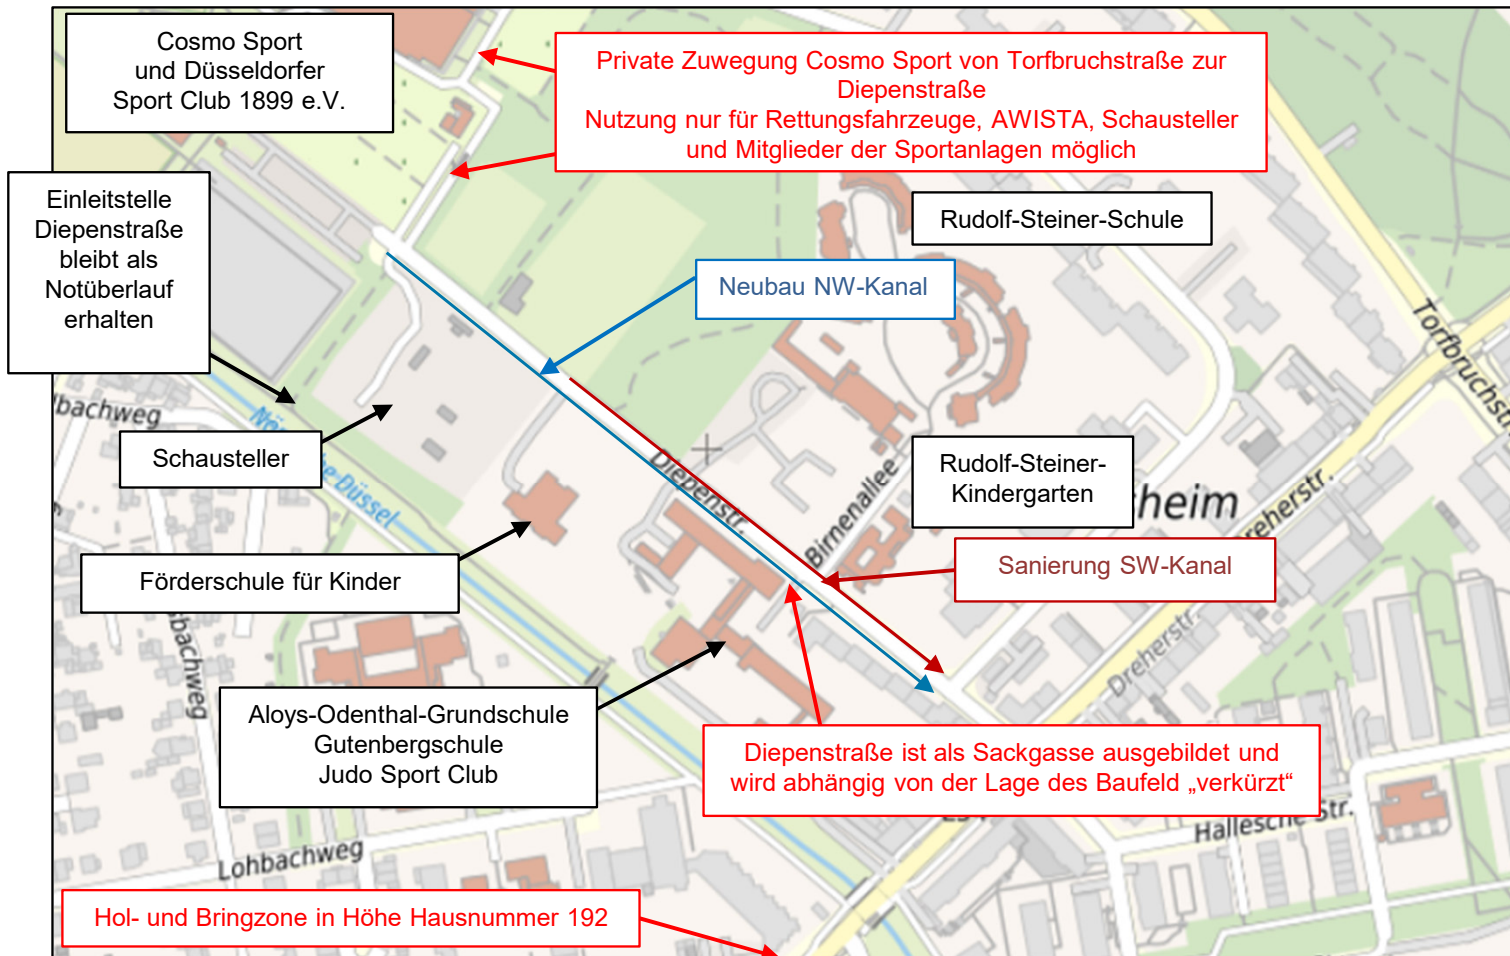 Cosmo Sport
und Düsseldorfer
Sport Club 1899 e.V.
Private Zuwegung Cosmo Sport von Torfbruchstraße zur
Diepenstraße
Nutzung nur für Rettungsfahrzeuge, AWISTA, Schausteller
und Mitglieder der Sportanlagen möglich
Einleitstelle
Diepenstraße
bleibt als
Notüberlauf
erhalten
Rudolf-Steiner-Schule
Neubau NW-Kanal
Torfbruchstr
lbachweg
Schausteller
he-Düssel
Diepenstr.
Birnenallee
Rudolf-Steiner-
Kindergarten
heim
Dreherstr.
Sanierung SW-Kanal
Förderschule für Kinder
bachweg
Dreherstr.
Aloys-Odenthal-Grundschule
Gutenbergschule
Judo Sport Club
Diepenstraße ist als Sackgasse ausgebildet und
wird abhängig von der Lage des Baufeld „verkürzt“
Hallesche Str.
Lohbachweg
Hol- und Bringzone in Höhe Hausnummer 192